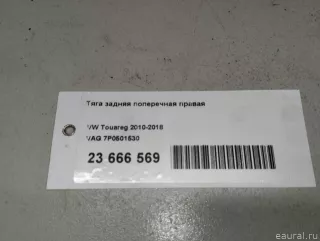 Тяга задняя поперечная правая
VW Touareg 2010-2018
VAG 7P0501530
23 666 569
eaural.ru